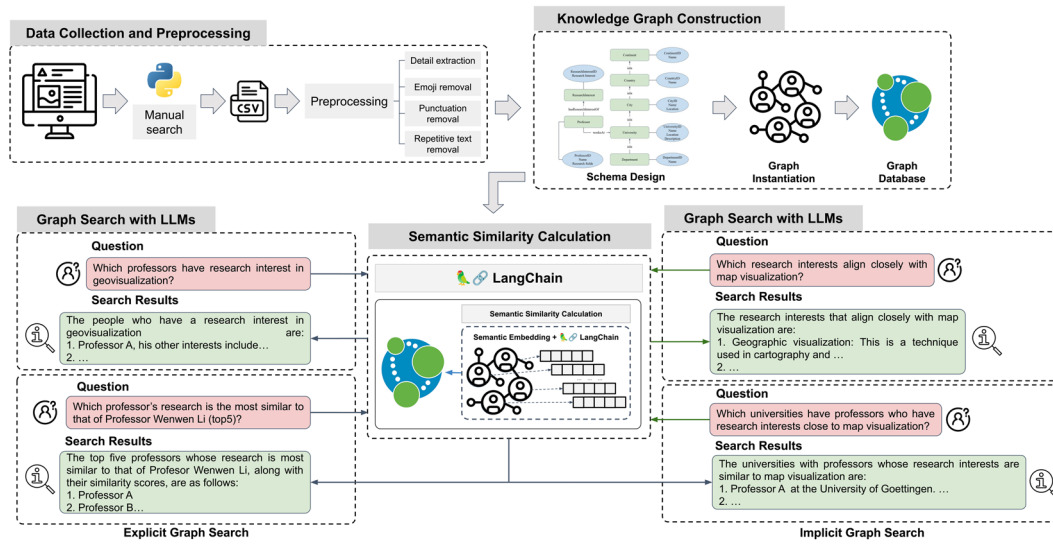 Data Collection and Preprocessing
Manual
search
CSV
Preprocessing
Detail extraction
Emoji removal
Punctuation
removal
Repetitive text
removal
Knowledge Graph Construction
Continent
Country
City
University
Department
Professor
Schema Design
Graph
Instantiation
Graph
Database
Graph Search with LLMs
Question
Which professors have research interest in
geovisualization?
Search Results
The people who have a research interest in
geovisualization are:
1. Professor A, his other interests include…
2. …
Question
Which professor's research is the most similar to
that of Professor Wenwen Li (top5)?
Search Results
The top five professors whose research is most
similar to that of Profesor Wenwen Li, along with
their similarity scores, are as follows:
1. Professor A
2. Professor B…
Explicit Graph Search
Semantic Similarity Calculation
LangChain
Semantic Similarity Calculation
Semantic Embedding + LangChain
Graph Search with LLMs
Question
Which research interests align closely with
map visualization?
Search Results
The research interests that align closely with map
visualization are:
1. Geographic visualization: This is a technique
used in cartography and …
2. …
Question
Which universities have professors who have
research interests close to map visualization?
Search Results
The universities with professors whose research interests are
similar to map visualization are:
1. Professor A at the University of Goettingen. …
2. …
Implicit Graph Search